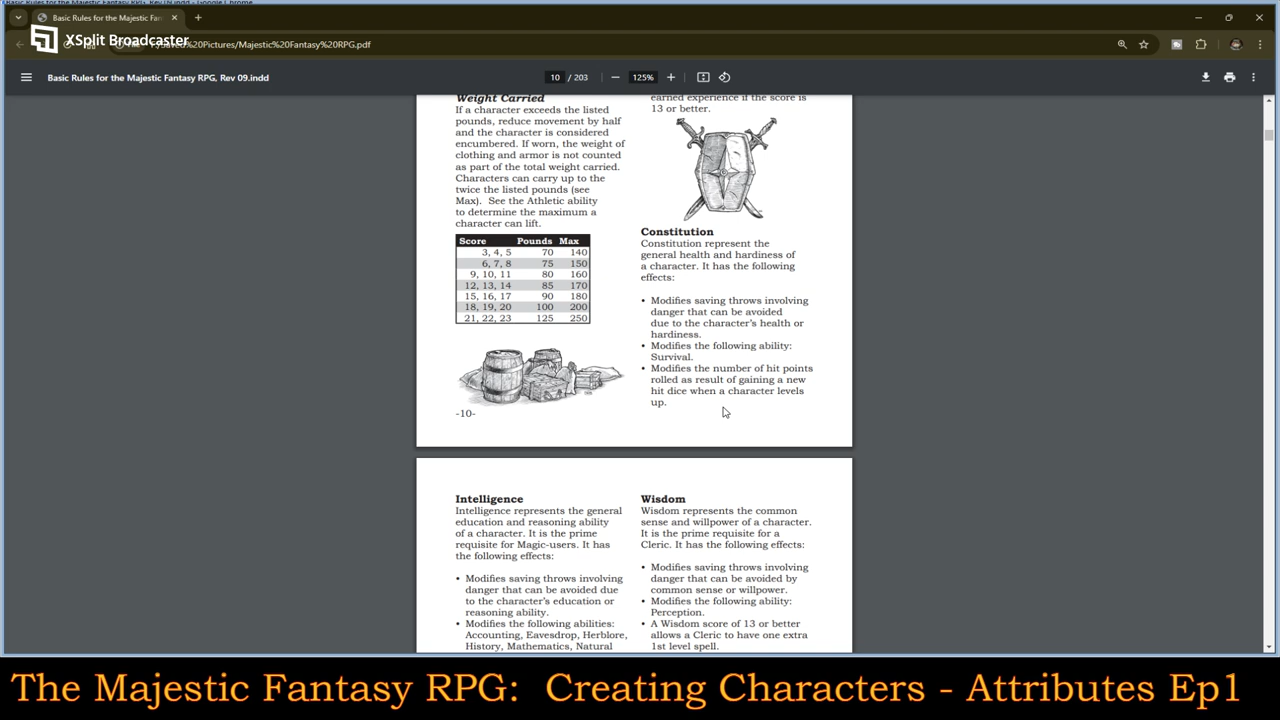 Basic Rules for the Majestic Fan
XSplit Broadcaster
Pictures/Majestic%20Fantasy%20RPG.pdf
Basic Rules for the Majestic Fantasy RPG, Rev 09.indd
10 / 203
125%
Weight Carried
If a character exceeds the listed
pounds, reduce movement by half
and the character is considered
encumbered. If worn, the weight of
clothing and armor is not counted
as part of the total weight carried.
Characters can carry up to the
twice the listed pounds (see
Max). See the Athletic ability
to determine the maximum a
character can lift.
Score Pounds Max
3, 4, 5 70 140
6, 7, 8 75 150
9, 10, 11 80 160
12, 13, 14 85 170
15, 16, 17 90 180
18, 19, 20 100 200
21, 22, 23 125 250
-10-
earned experience if the score is
13 or better.
Constitution
Constitution represent the
general health and hardiness of
a character. It has the following
effects:
• Modifies saving throws involving
danger that can be avoided
due to the character's health or
hardiness.
• Modifies the following ability:
Survival.
• Modifies the number of hit points
rolled as result of gaining a new
hit dice when a character levels
up.
Intelligence
Intelligence represents the general
education and reasoning ability
of a character. It is the prime
requisite for Magic-users. It has
the following effects:
• Modifies saving throws involving
danger that can be avoided due
to the character's education or
reasoning ability.
• Modifies the following abilities:
Accounting, Eavesdrop, Herblore,
History, Mathematics, Natural
Wisdom
Wisdom represents the common
sense and willpower of a character.
It is the prime requisite for a
Cleric. It has the following effects:
• Modifies saving throws involving
danger that can be avoided by
common sense or willpower.
• Modifies the following ability:
Perception.
• A Wisdom score of 13 or better
allows a Cleric to have one extra
1st level spell.
The Majestic Fantasy RPG: Creating Characters - Attributes Ep1